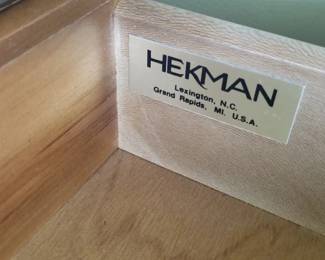 HEKMAN
Lexington, N.C.
Grand Rapids, MI. U.S.A.